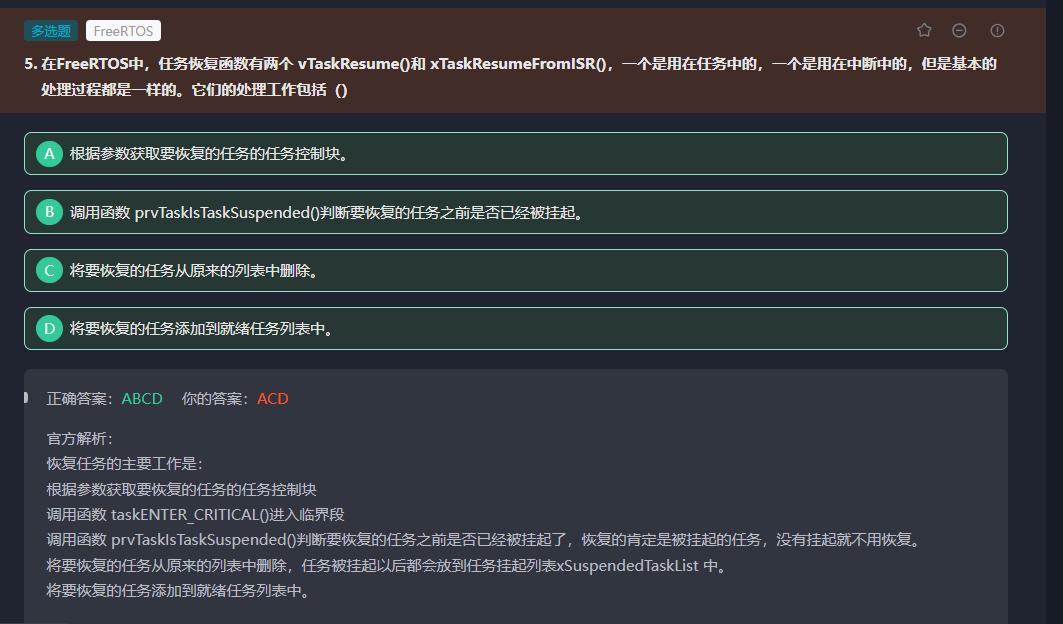 多选题 FreeRTOS
5. 在FreeRTOS中，任务恢复函数有两个 vTaskResume()和 xTaskResumeFromISR()，一个是用在任务中的，一个是用在中断中的，但是基本的
处理过程都是一样的。它们的处理工作包括（）
A 根据参数获取要恢复的任务的任务控制块。
B 调用函数 prvTaskIsTaskSuspended()判断要恢复的任务之前是否已经被挂起。
C 将要恢复的任务从原来的列表中删除。
D 将要恢复的任务添加到就绪任务列表中。
正确答案：ABCD 你的答案：ACD
官方解析：
恢复任务的主要工作是：
根据参数获取要恢复的任务的任务控制块
调用函数 taskENTER_CRITICAL()进入临界段
调用函数 prvTaskIsTaskSuspended()判断要恢复的任务之前是否已经被挂起了，恢复的肯定是被挂起的任务，没有挂起就不用恢复。
将要恢复的任务从原来的列表中删除，任务被挂起以后都会放到任务挂起列表xSuspendedTaskList 中。
将要恢复的任务添加到就绪任务列表中。